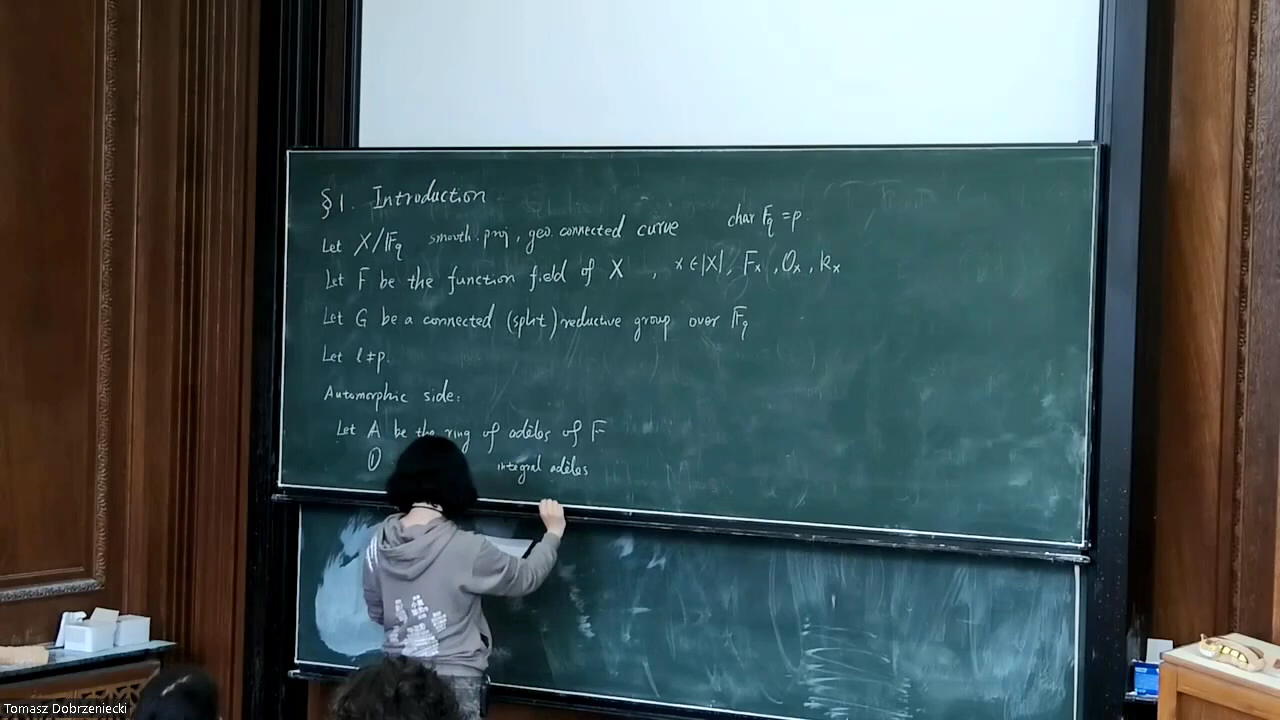 §1. Introduction
Let X/𝔽q smooth. proj, geo. connected curve char 𝔽q = p.
Let F be the function field of X , x ∈ |X|, Fx , Ox , kx
Let G be a connected (split) reductive group over 𝔽q
Let l ≠ p.
Automorphic side:
Let A be the ring of adèles of F
integral adèles
Tomasz Dobrzeniecki